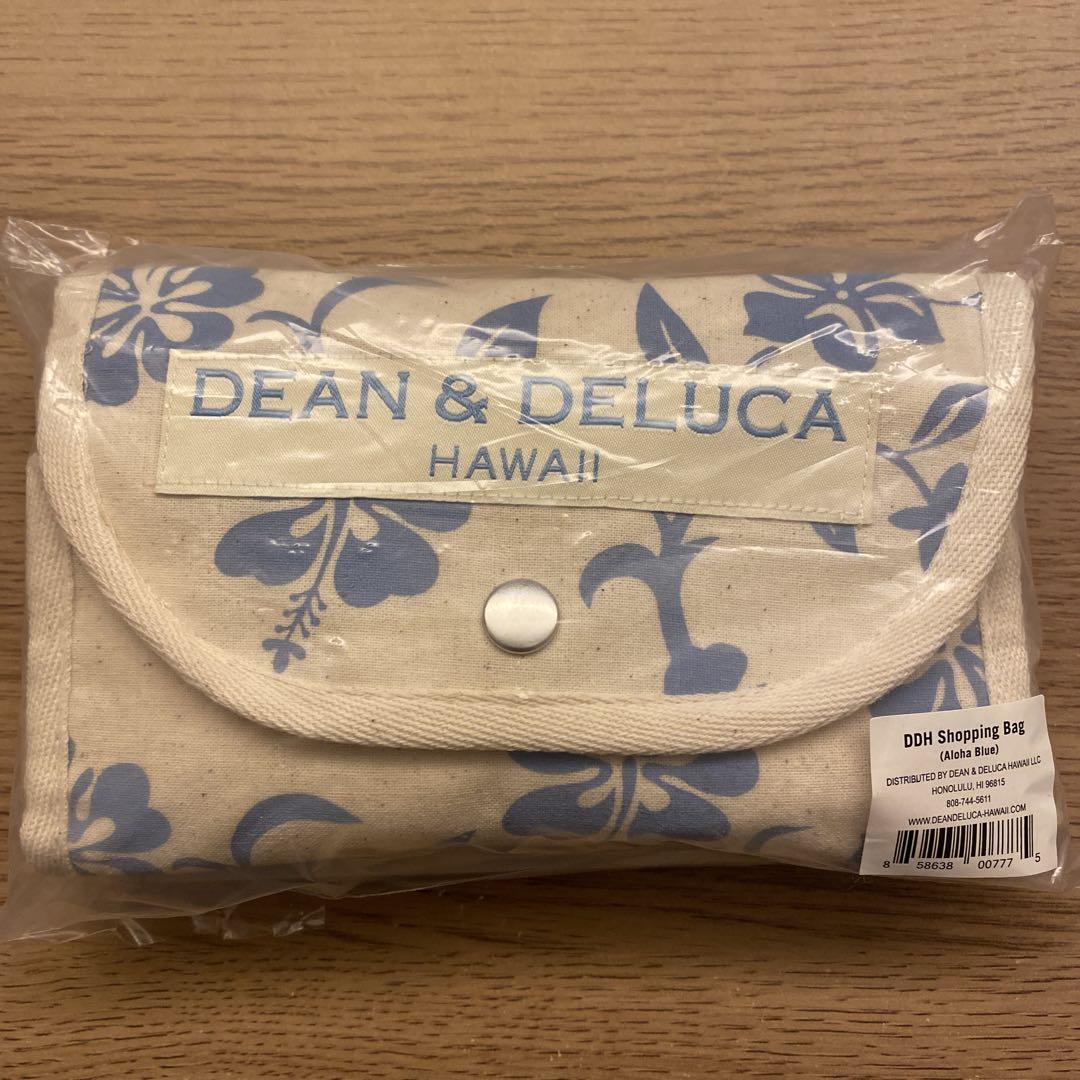 DEAN & DELUCA
HAWAII
DDH Shopping Bag
(Aloha Blue)
DISTRIBUTED BY DEAN & DELUCA HAWAII LLC
HONOLULU, HI 96815
808-744-5611
WWW.DEANDELUCA-HAWAII.COM
8 58638 00777 5